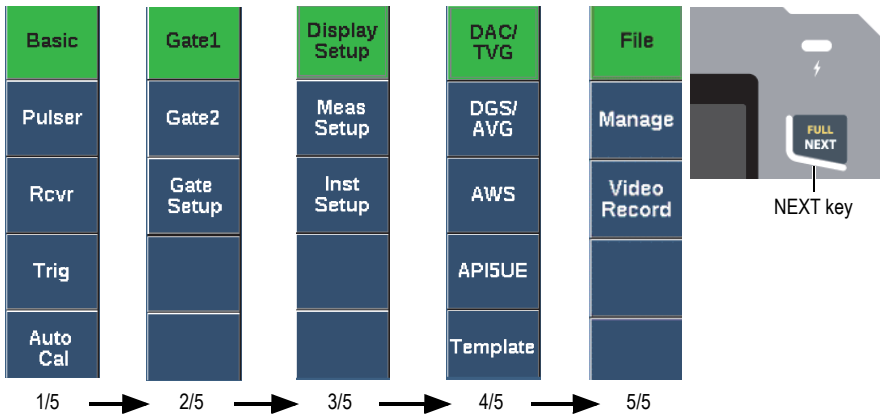 Basic
Pulser
Rcvr
Trig
Auto
Cal
1/5
Gate1
Gate2
Gate
Setup
2/5
Display
Setup
Meas
Setup
Inst
Setup
3/5
DAC/
TVG
DGS/
AVG
AWS
API5UE
Template
4/5
File
Manage
Video
Record
5/5
FULL
NEXT
NEXT key